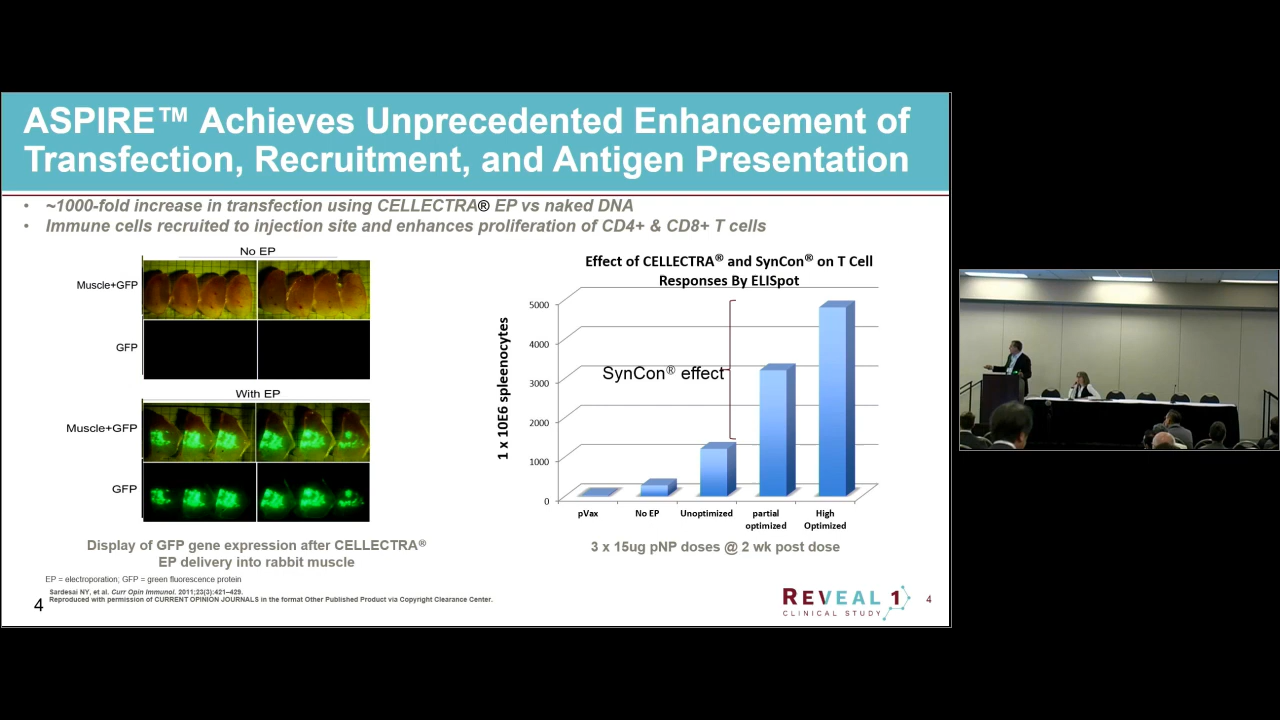 ASPIRE™ Achieves Unprecedented Enhancement of
Transfection, Recruitment, and Antigen Presentation
• ~1000-fold increase in transfection using CELLECTRA® EP vs naked DNA
• Immune cells recruited to injection site and enhances proliferation of CD4+ & CD8+ T cells
No EP
Muscle+GFP
GFP
With EP
Muscle+GFP
GFP
Display of GFP gene expression after CELLECTRA®
EP delivery into rabbit muscle
Effect of CELLECTRA® and SynCon® on T Cell
Responses By ELISpot
1 x 10E6 spleenocytes
5000
4000
3000
2000
1000
0
SynCon® effect
pVax
No EP
Unoptimized
partial
optimized
High
Optimized
3 x 15ug pNP doses @ 2 wk post dose
EP = electroporation; GFP = green fluorescence protein
Sardesai NY, et al. Curr Opin Immunol. 2011;23(3):421–429.
Reproduced with permission of CURRENT OPINION JOURNALS in the format Other Published Product via Copyright Clearance Center.
4
REVEAL 1
CLINICAL STUDY
4